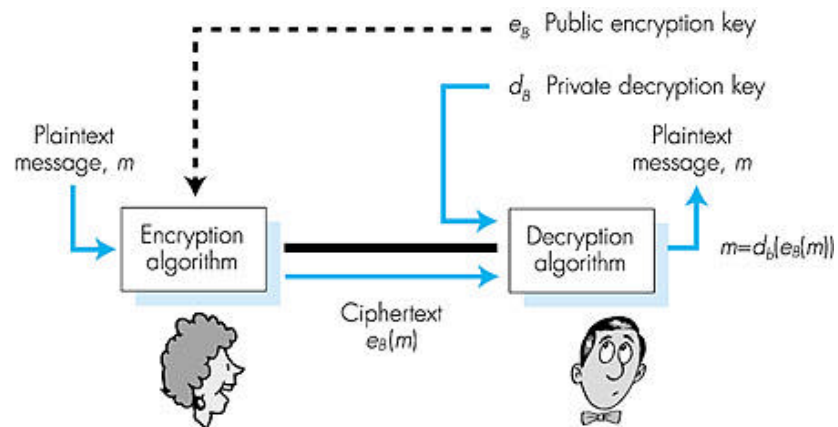 e_B Public encryption key
d_B Private decryption key
Plaintext
message, m
Plaintext
message, m
Encryption
algorithm
Decryption
algorithm
m=d_b(e_B(m))
Ciphertext
e_B(m)